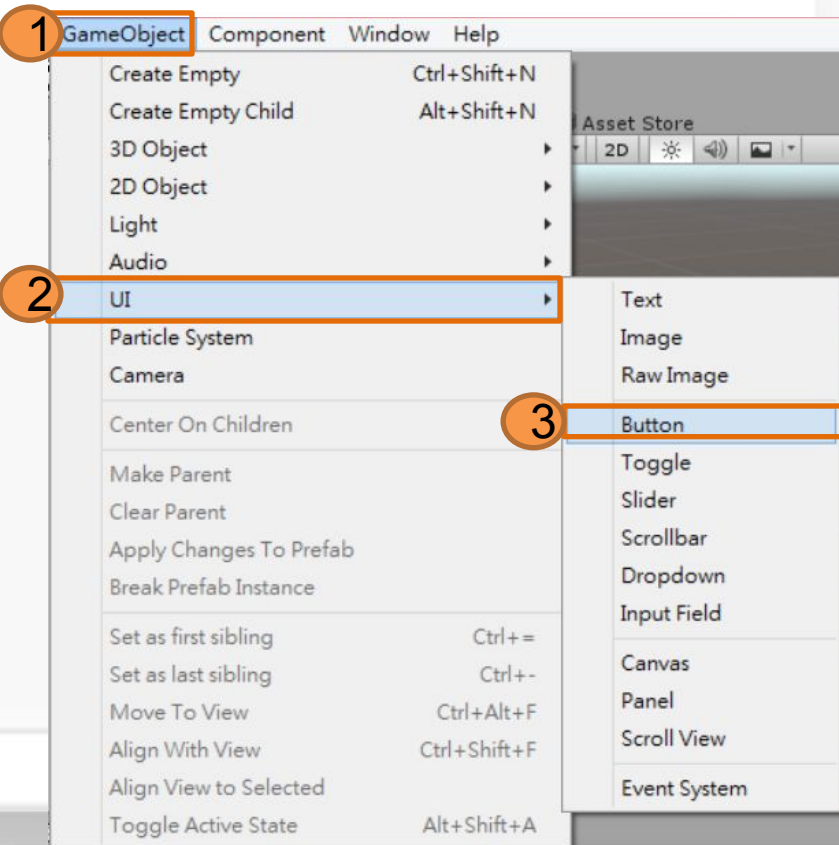 1 GameObject Component Window Help
Create Empty Ctrl+Shift+N
Create Empty Child Alt+Shift+N
Asset Store
3D Object
2D
2D Object
Light
Audio
2 UI
Text
Particle System
Image
Camera
Raw Image
Center On Children
3 Button
Make Parent
Toggle
Clear Parent
Slider
Apply Changes To Prefab
Scrollbar
Break Prefab Instance
Dropdown
Input Field
Set as first sibling Ctrl+=
Set as last sibling Ctrl+-
Canvas
Move To View Ctrl+Alt+F
Panel
Align With View Ctrl+Shift+F
Scroll View
Align View to Selected
Event System
Toggle Active State Alt+Shift+A